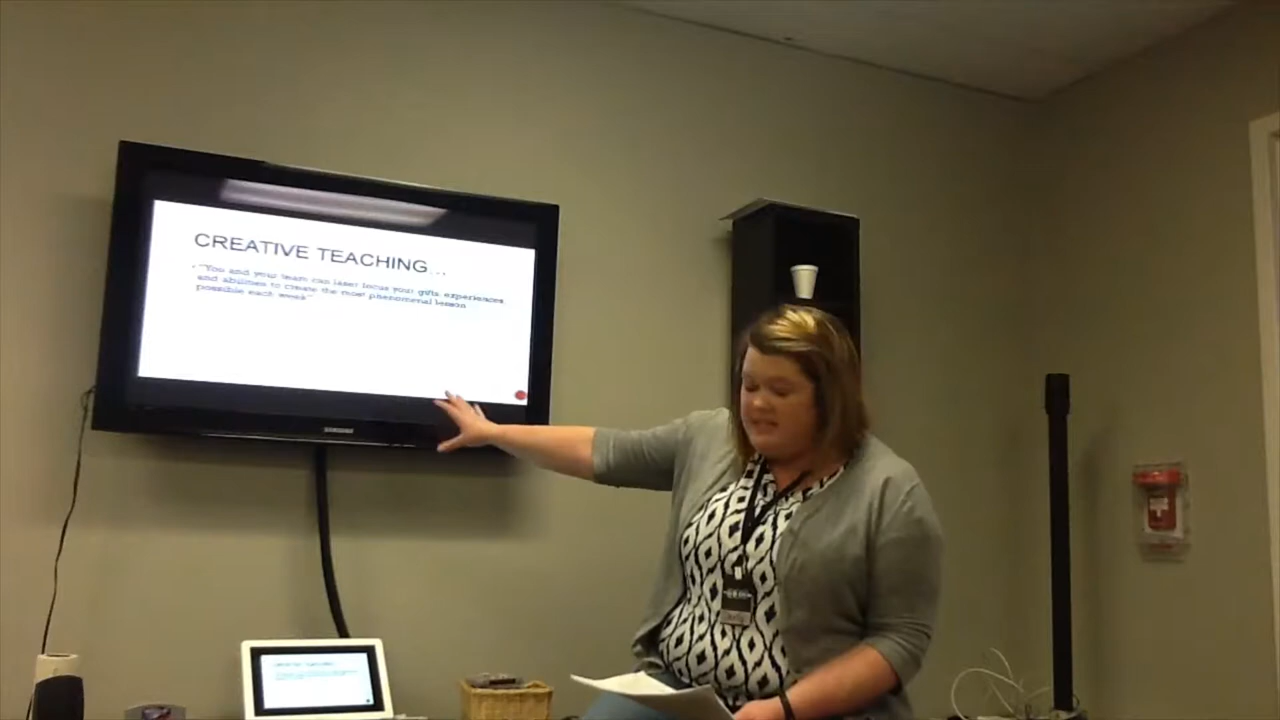 CREATIVE TEACHING...
"You and your team can laser focus your gifts experiences
and abilities to create the most phenomenal lesson
possible each week"
SAMSUNG